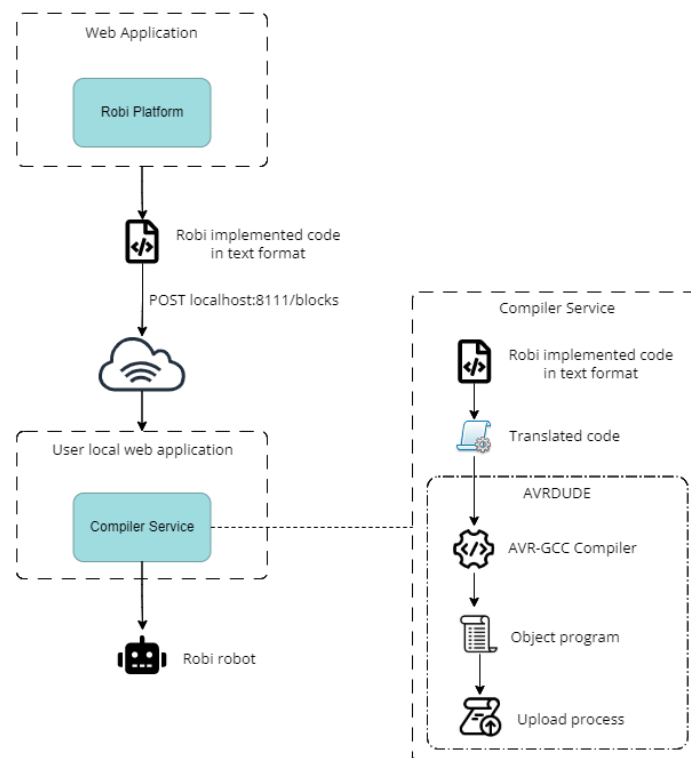 Web Application
Robi Platform
Robi implemented code
in text format
POST localhost:8111/blocks
User local web application
Compiler Service
Robi robot
Compiler Service
Robi implemented code
in text format
Translated code
AVRDUDE
AVR-GCC Compiler
Object program
Upload process